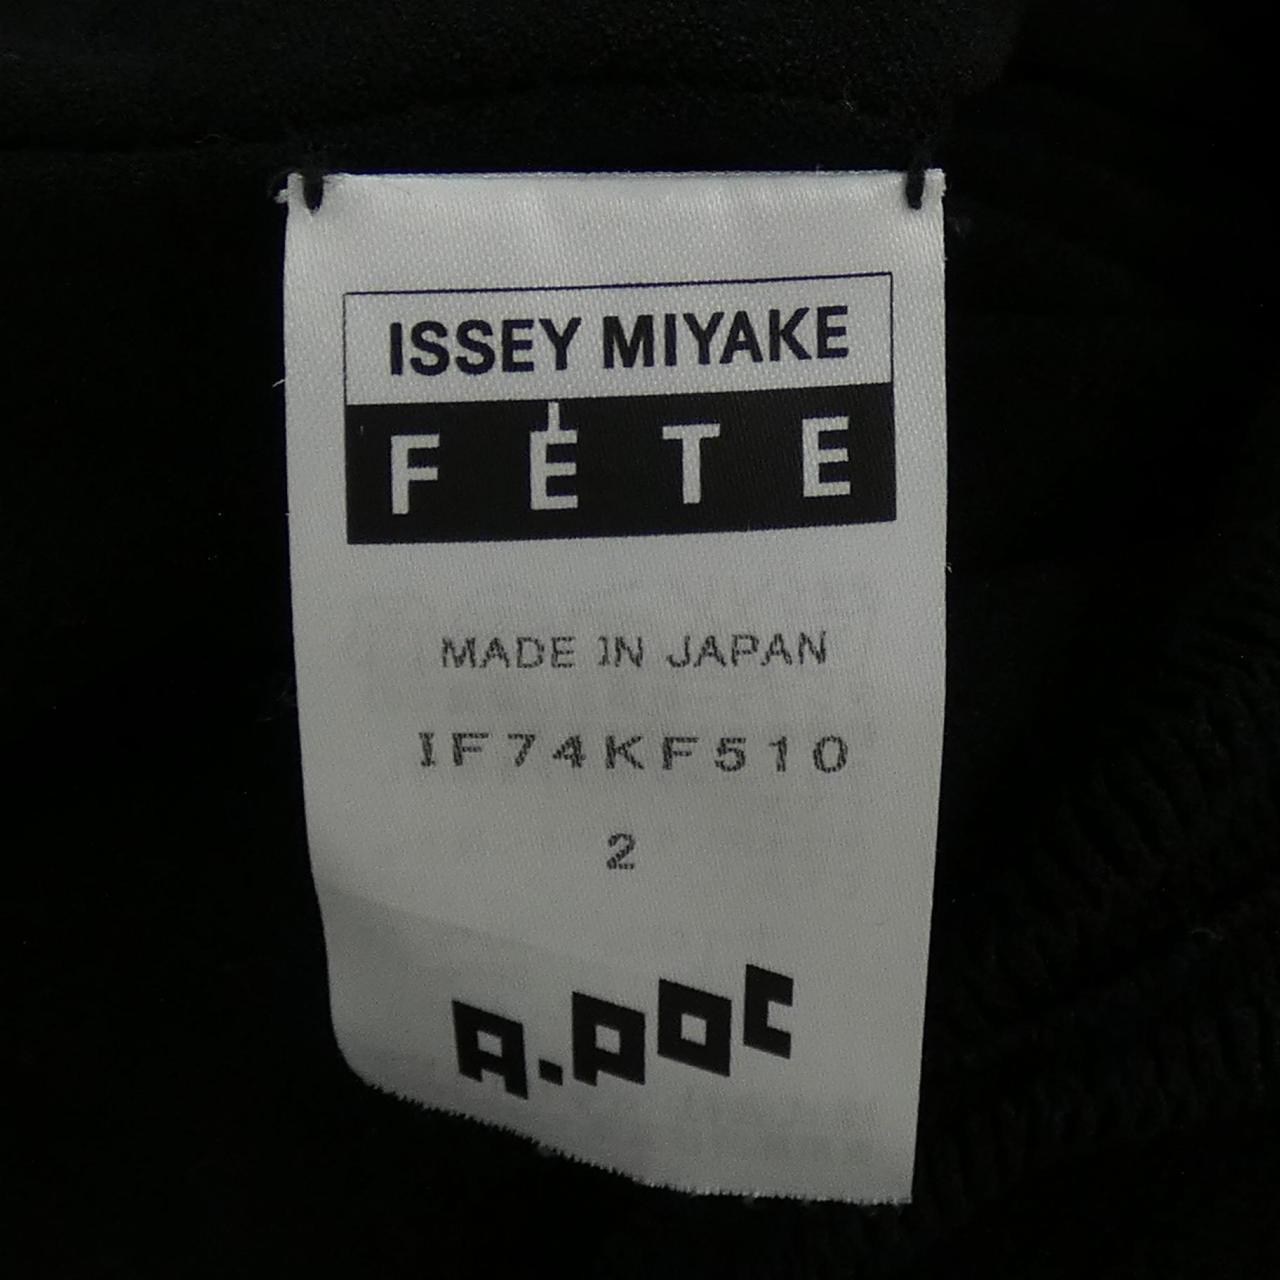 ISSEY MIYAKE
FÊTE
MADE IN JAPAN
IF74KF510
2
A.POC